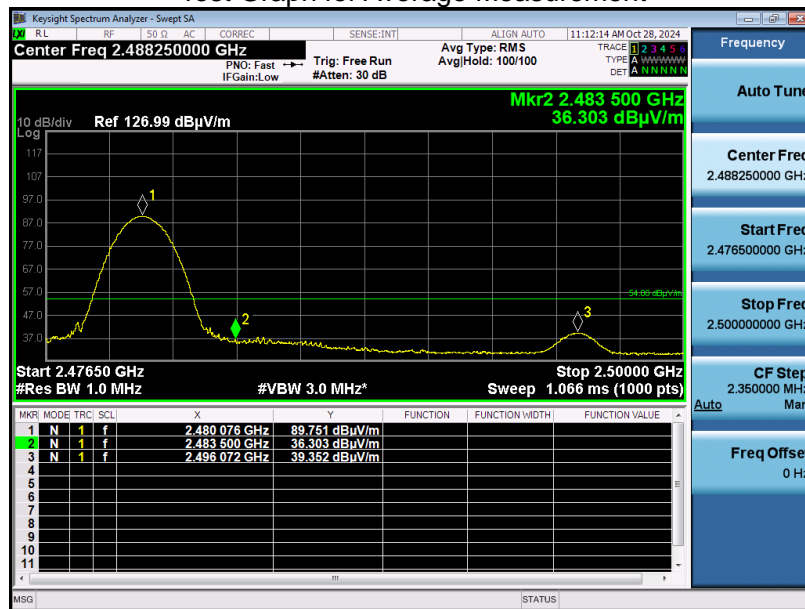 Test Graph for Average Measurement
Keysight Spectrum Analyzer - Swept SA
LXI RL RF 50 Ω AC CORREC SENSE:INT ALIGN AUTO 11:12:14 AM Oct 28, 2024
Center Freq 2.488250000 GHz
PNO: Fast
IFGain:Low
Trig: Free Run
#Atten: 30 dB
Avg Type: RMS
Avg|Hold: 100/100
TRACE 1 2 3 4 5 6
TYPE A WWWWW
DET A N N N N N
Mkr2 2.483 500 GHz
36.303 dBµV/m
10 dB/div Ref 126.99 dBµV/m
Log
117
107
97.0
87.0
77.0
67.0
57.0
47.0
37.0
1
2
3
54.00 dBµV/m
Start 2.47650 GHz Stop 2.50000 GHz
#Res BW 1.0 MHz #VBW 3.0 MHz* Sweep 1.066 ms (1000 pts)
MKR MODE TRC SCL X Y FUNCTION FUNCTION WIDTH FUNCTION VALUE
1 N 1 f 2.480 076 GHz 89.751 dBµV/m
2 N 1 f 2.483 500 GHz 36.303 dBµV/m
3 N 1 f 2.496 072 GHz 39.352 dBµV/m
4
5
6
7
8
9
10
11
MSG STATUS
Frequency
Auto Tune
Center Freq
2.488250000 GHz
Start Freq
2.476500000 GHz
Stop Freq
2.500000000 GHz
CF Step
2.350000 MHz
Auto Man
Freq Offset
0 Hz